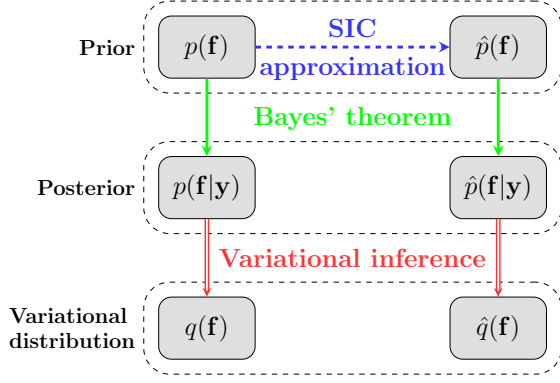 SIC
Prior p(f) p̂(f)
approximation
Bayes' theorem
Posterior p(f|y) p̂(f|y)
Variational inference
Variational
distribution q(f) q̂(f)